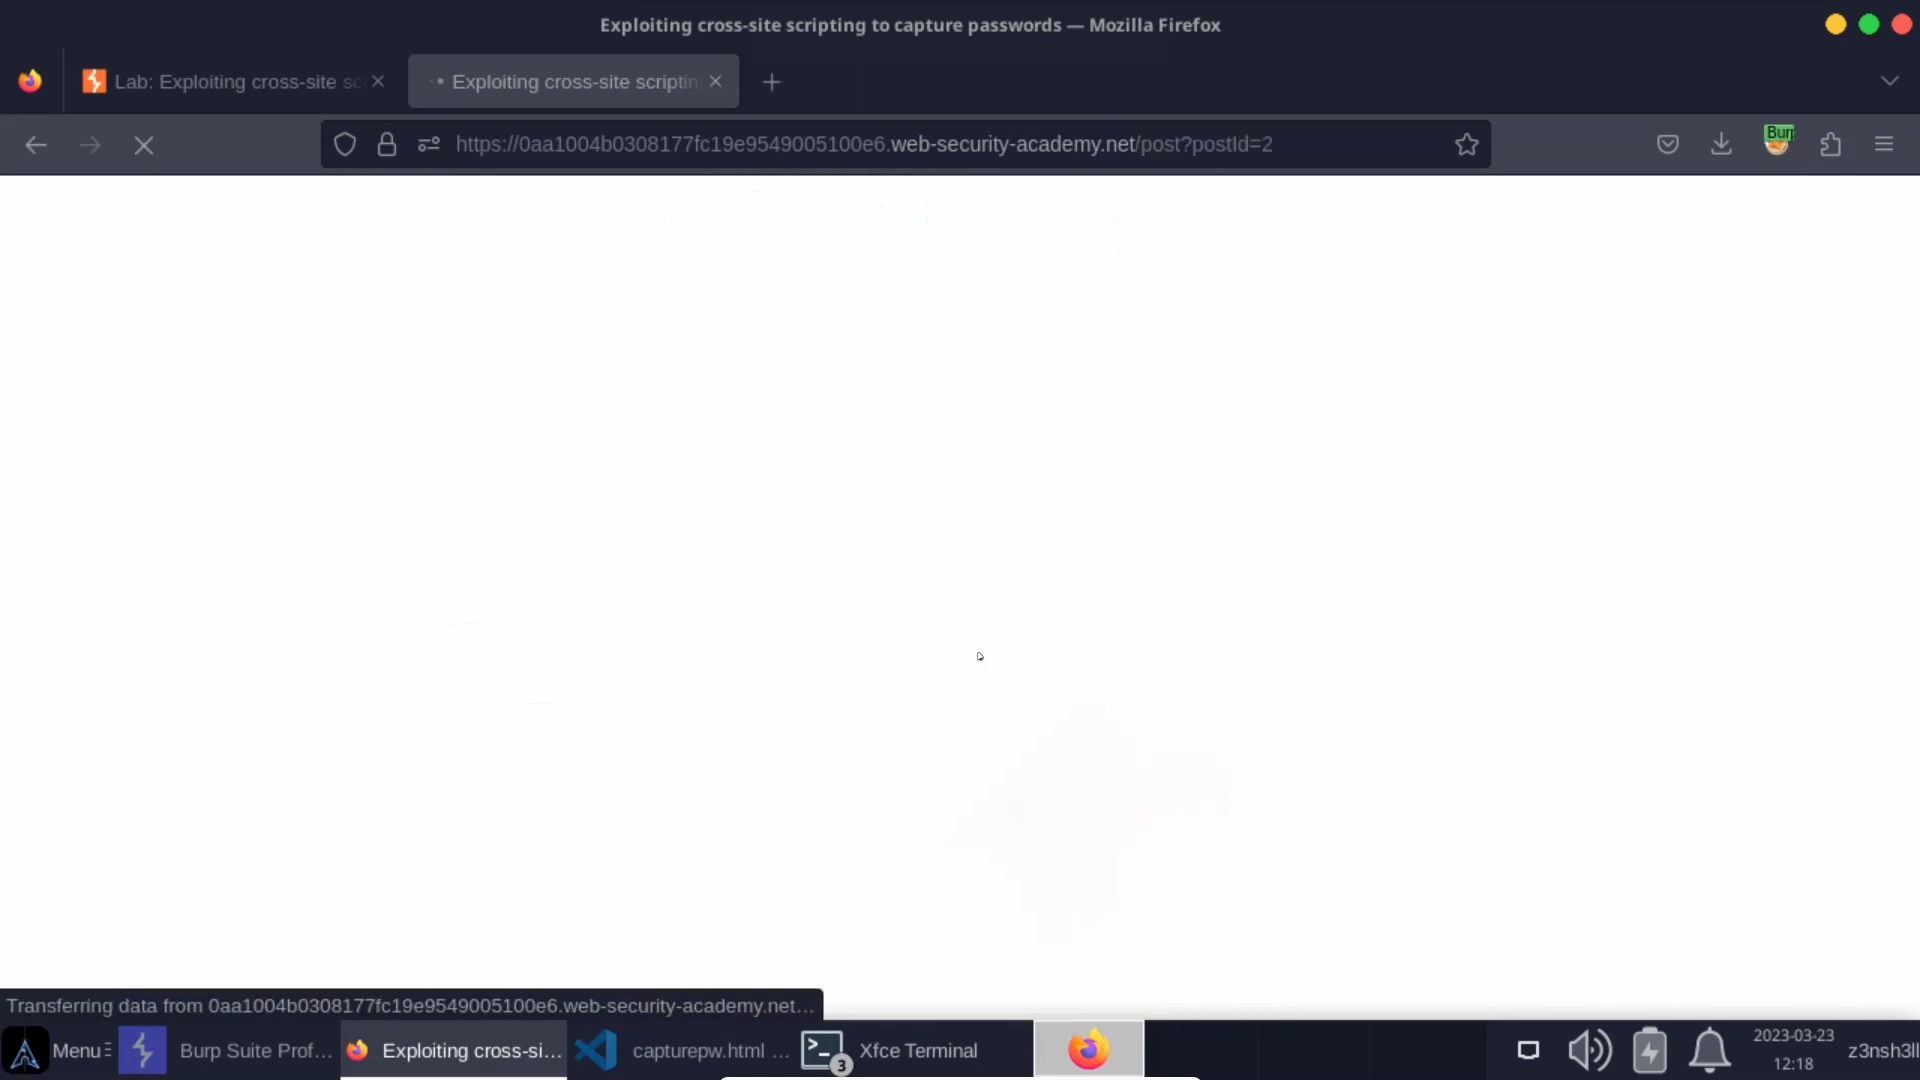 Exploiting cross-site scripting to capture passwords — Mozilla Firefox
Lab: Exploiting cross-site sc
Exploiting cross-site scriptin
https://0aa1004b0308177fc19e9549005100e6.web-security-academy.net/post?postId=2
Burp
Transferring data from 0aa1004b0308177fc19e9549005100e6.web-security-academy.net...
Menu
Burp Suite Prof...
Exploiting cross-si...
capturepw.html ...
3
Xfce Terminal
2023-03-23
12:18
z3nsh3ll